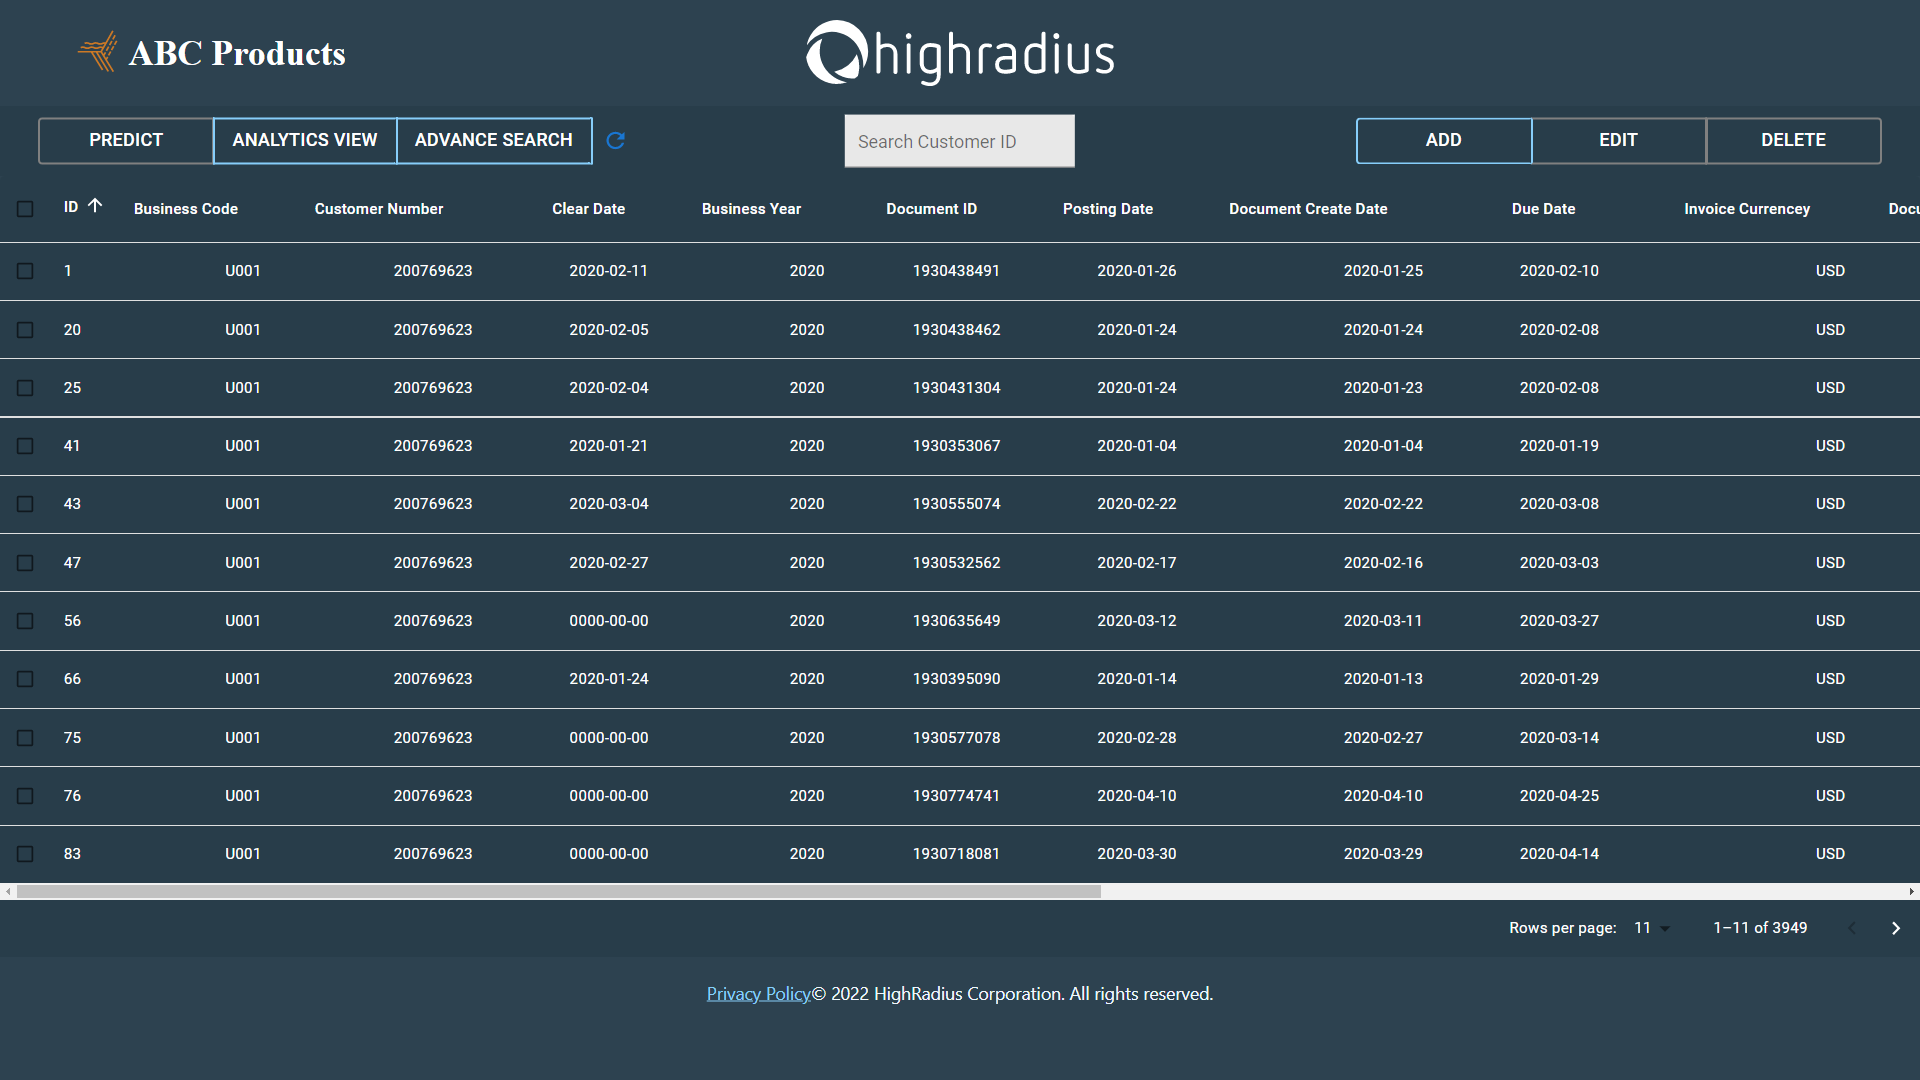 ABC Products
highradius
PREDICT ANALYTICS VIEW ADVANCE SEARCH Search Customer ID ADD EDIT DELETE
ID Business Code Customer Number Clear Date Business Year Document ID Posting Date Document Create Date Due Date Invoice Currencey Docu
1 U001 200769623 2020-02-11 2020 1930438491 2020-01-26 2020-01-25 2020-02-10 USD
20 U001 200769623 2020-02-05 2020 1930438462 2020-01-24 2020-01-24 2020-02-08 USD
25 U001 200769623 2020-02-04 2020 1930431304 2020-01-24 2020-01-23 2020-02-08 USD
41 U001 200769623 2020-01-21 2020 1930353067 2020-01-04 2020-01-04 2020-01-19 USD
43 U001 200769623 2020-03-04 2020 1930555074 2020-02-22 2020-02-22 2020-03-08 USD
47 U001 200769623 2020-02-27 2020 1930532562 2020-02-17 2020-02-16 2020-03-03 USD
56 U001 200769623 0000-00-00 2020 1930635649 2020-03-12 2020-03-11 2020-03-27 USD
66 U001 200769623 2020-01-24 2020 1930395090 2020-01-14 2020-01-13 2020-01-29 USD
75 U001 200769623 0000-00-00 2020 1930577078 2020-02-28 2020-02-27 2020-03-14 USD
76 U001 200769623 0000-00-00 2020 1930774741 2020-04-10 2020-04-10 2020-04-25 USD
83 U001 200769623 0000-00-00 2020 1930718081 2020-03-30 2020-03-29 2020-04-14 USD
Rows per page: 11 1–11 of 3949
Privacy Policy© 2022 HighRadius Corporation. All rights reserved.